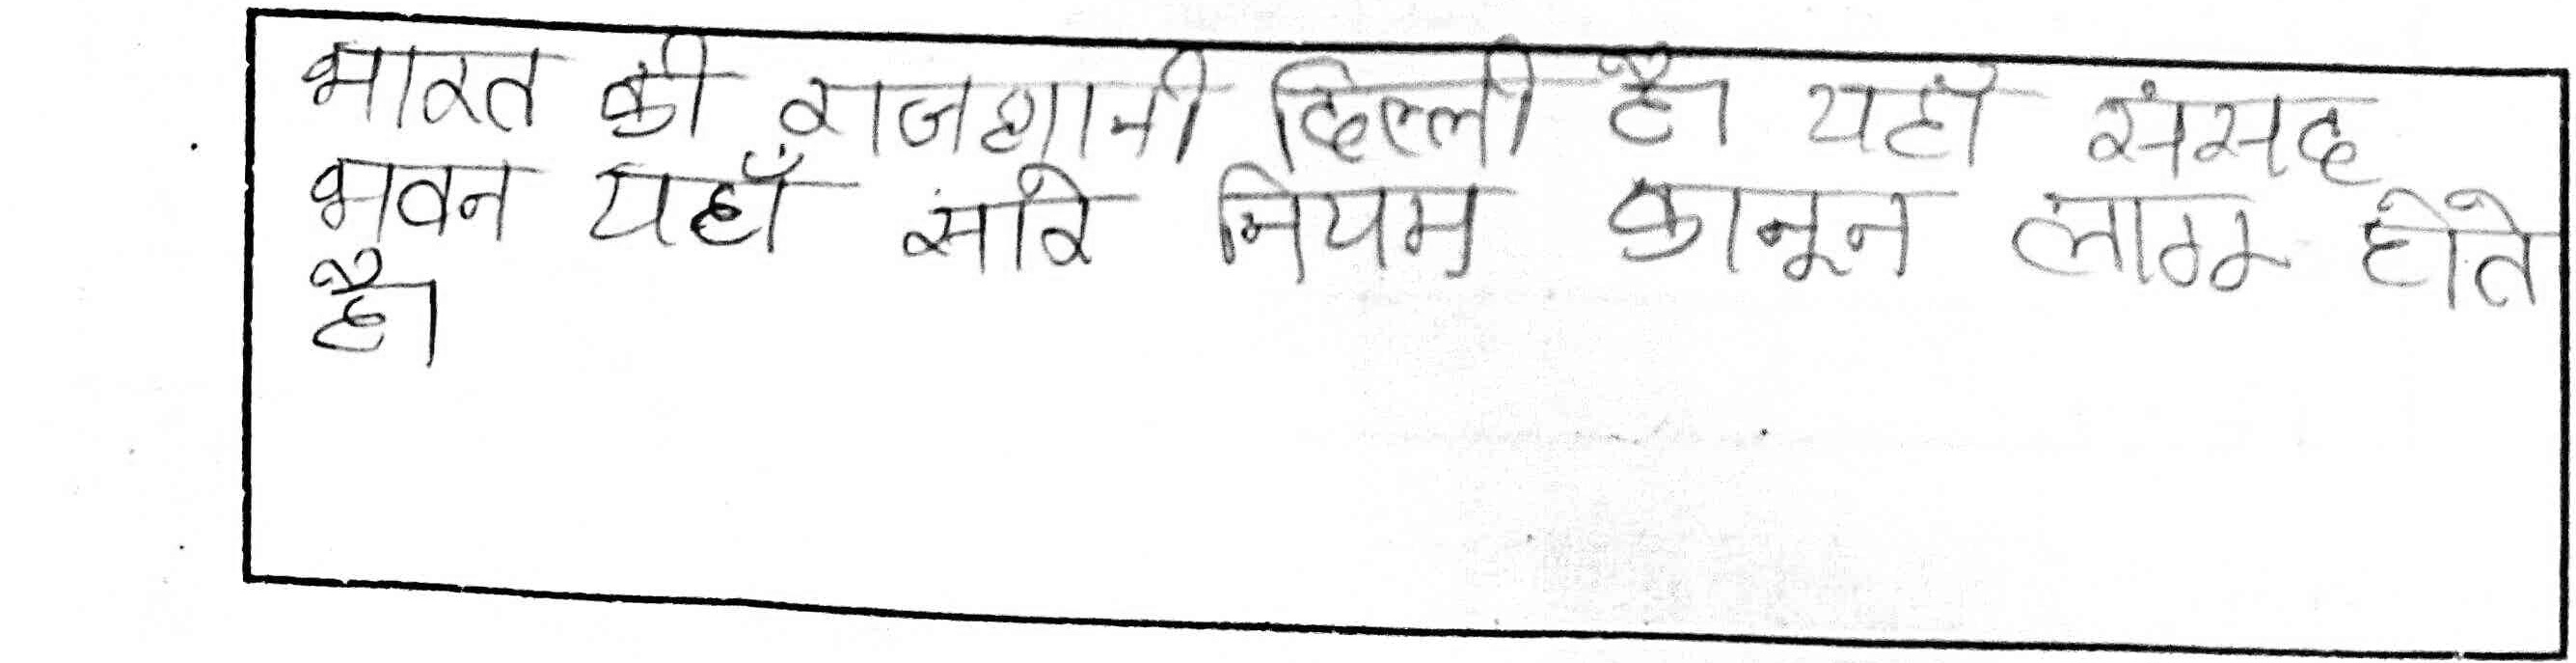 भारत की राजधानी दिल्ली है। यहाँ संसद
भवन यहाँ सारे नियम कानून लागू होते
है।